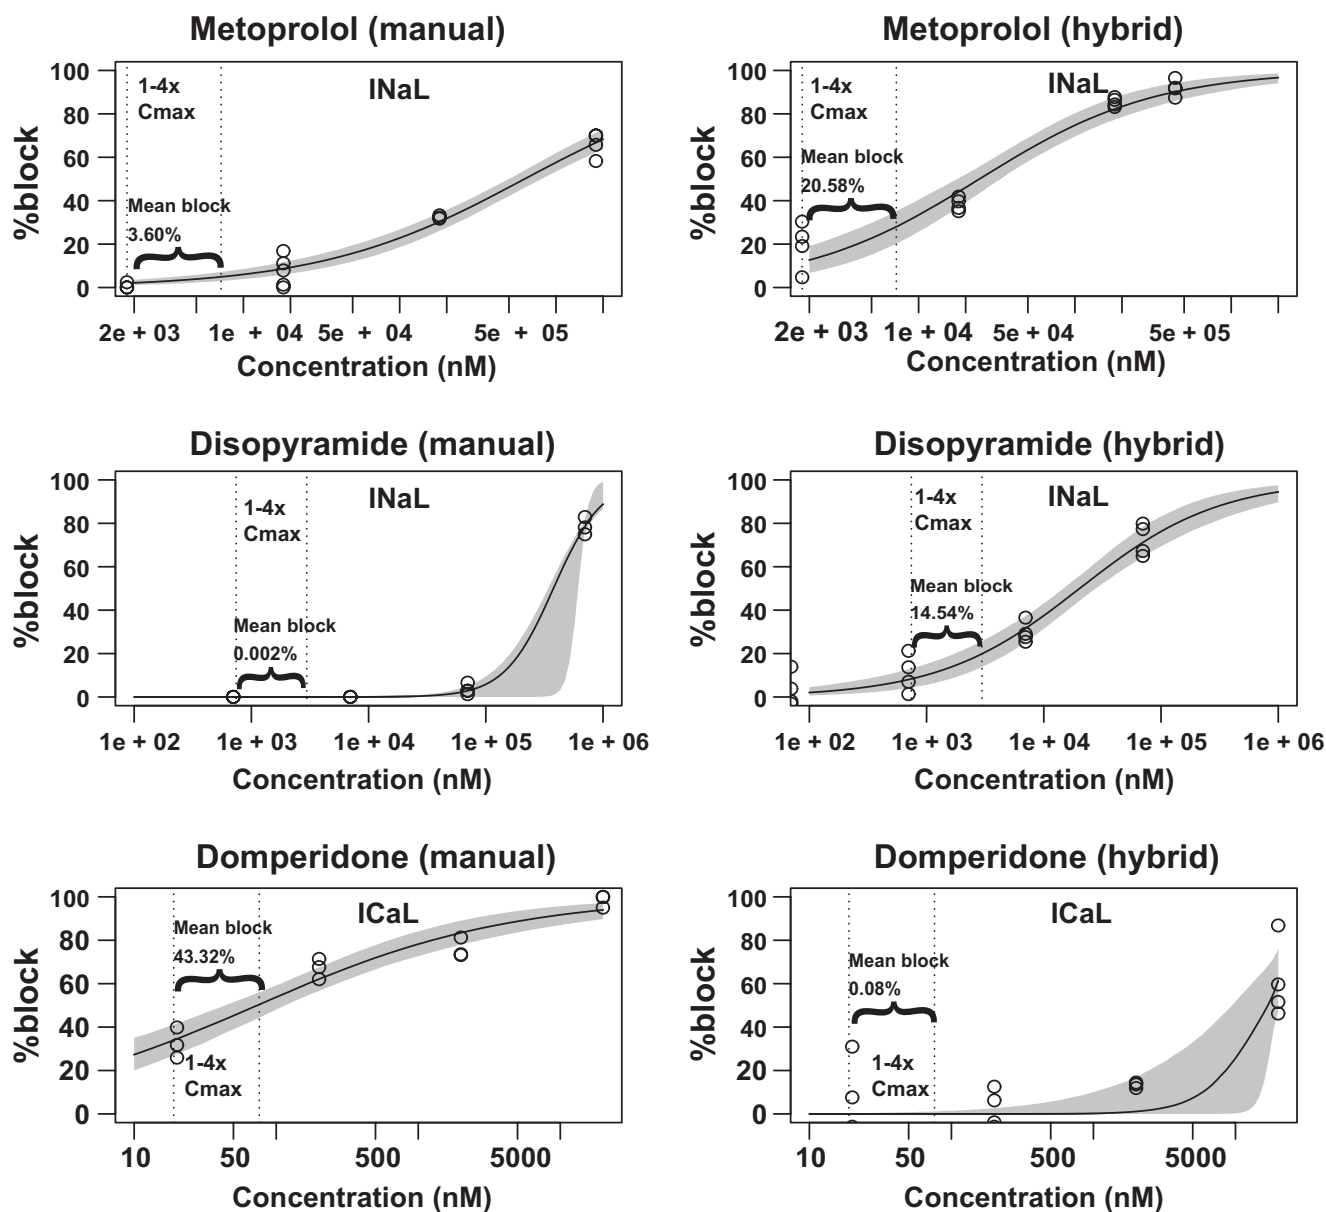 Metoprolol (manual)
%block
100
80
60
40
20
0
1-4x
Cmax
INaL
Mean block
3.60%
2e + 03 1e + 04 5e + 04 5e + 05
Concentration (nM)
Metoprolol (hybrid)
%block
100
80
60
40
20
0
1-4x
Cmax
INaL
Mean block
20.58%
2e + 03 1e + 04 5e + 04 5e + 05
Concentration (nM)
Disopyramide (manual)
%block
100
80
60
40
20
0
1-4x
Cmax
INaL
Mean block
0.002%
1e + 02 1e + 03 1e + 04 1e + 05 1e + 06
Concentration (nM)
Disopyramide (hybrid)
%block
100
80
60
40
20
0
1-4x
Cmax
INaL
Mean block
14.54%
1e + 02 1e + 03 1e + 04 1e + 05 1e + 06
Concentration (nM)
Domperidone (manual)
%block
100
80
60
40
20
0
ICaL
Mean block
43.32%
1-4x
Cmax
10 50 500 5000
Concentration (nM)
Domperidone (hybrid)
%block
100
80
60
40
20
0
ICaL
Mean block
0.08%
1-4x
Cmax
10 50 500 5000
Concentration (nM)